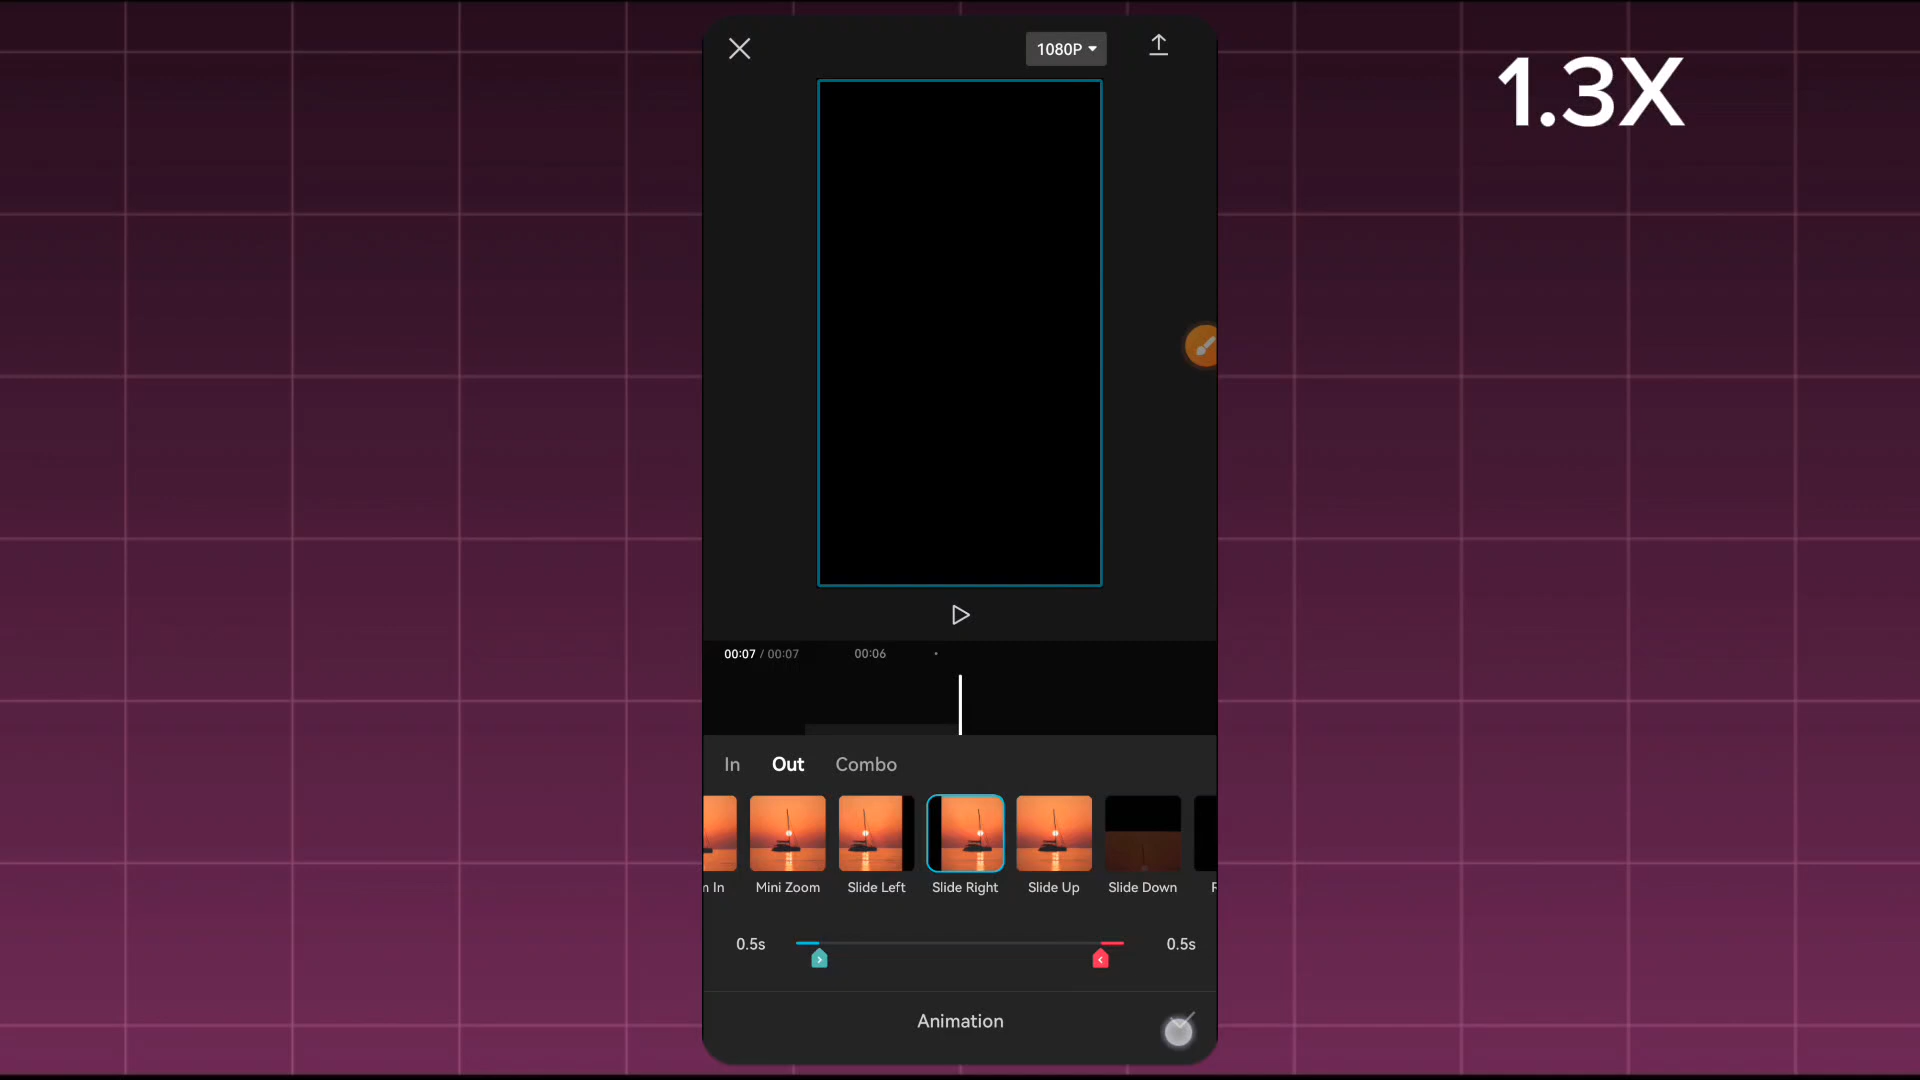 1080P
1.3X
00:07 / 00:07
00:06
In
Out
Combo
m In
Mini Zoom
Slide Left
Slide Right
Slide Up
Slide Down
0.5s
0.5s
Animation